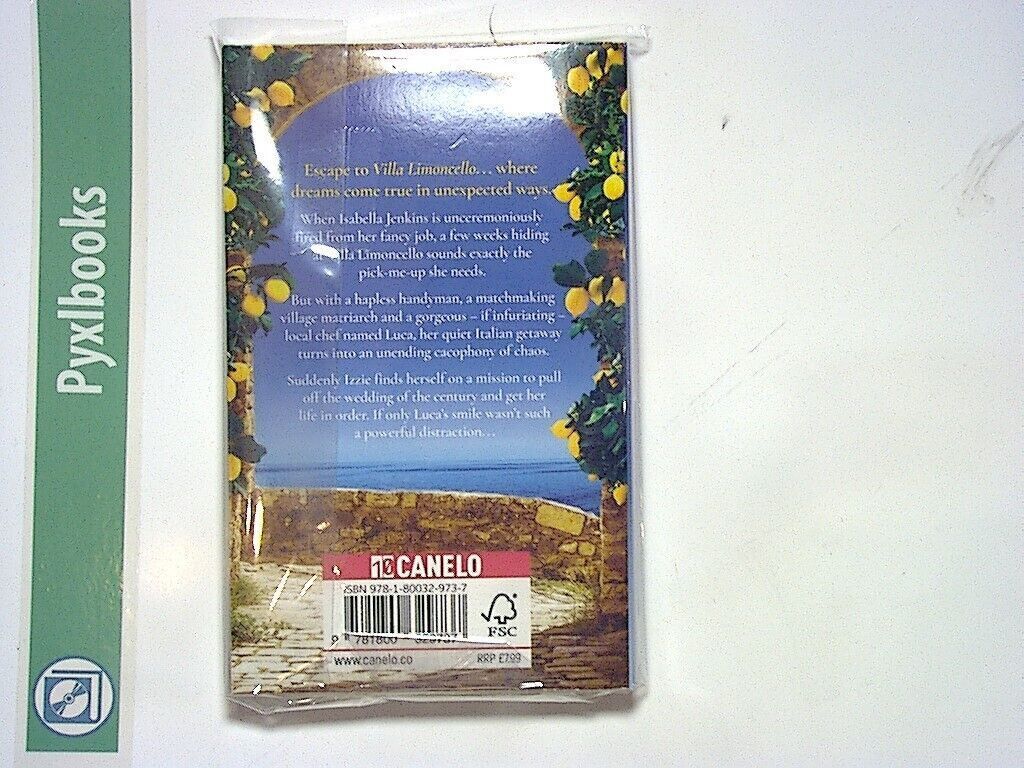 Pyxlbooks
Escape to Villa Limoncello… where
dreams come true in unexpected ways.
When Isabella Jenkins is unceremoniously
fired from her fancy job, a few weeks hiding
at Villa Limoncello sounds exactly the
pick-me-up she needs.
But with a hapless handyman, a matchmaking
village matriarch and a gorgeous – if infuriating –
local chef named Luca, her quiet Italian getaway
turns into an unending cacophony of chaos.
Suddenly Izzie finds herself on a mission to pull
off the wedding of the century and get her
life in order. If only Luca's smile wasn't such
a powerful distraction…
10 CANELO
ISBN 978-1-80032-973-7
FSC
9 781800
www.canelo.co
RRP £7.99